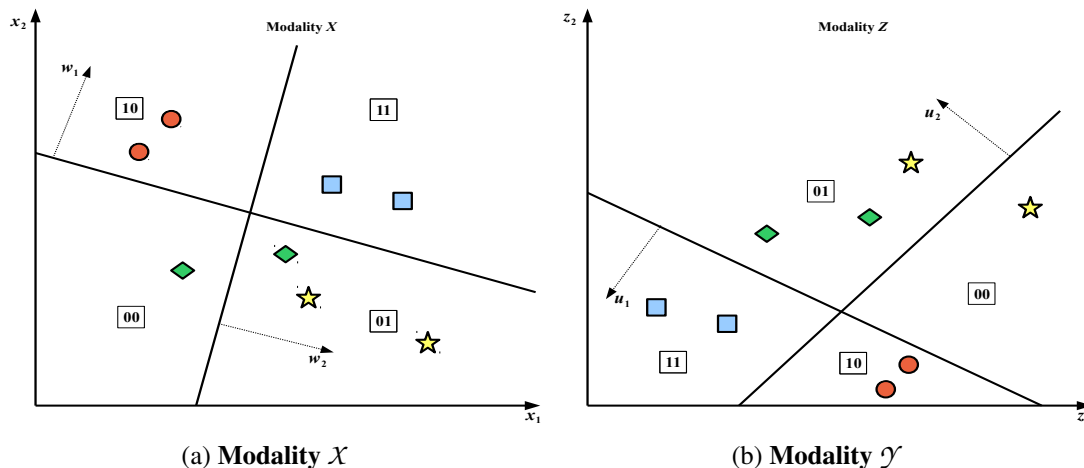 x2
Modality X
w1
10
11
00
01
w2
x1
z2
Modality Z
u2
01
00
u1
11
10
z
(a) Modality X
(b) Modality Y